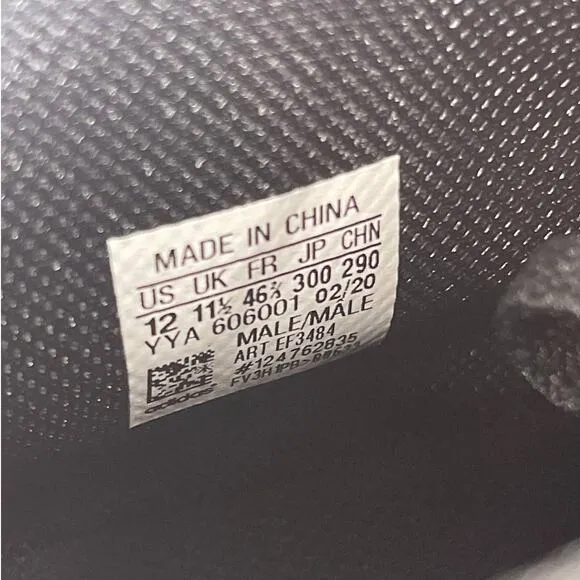 MADE IN CHINA
US UK FR JP CHN
12 11½ 46⅔ 300 290
YYA 606001 02/20
MALE/MÂLE
ART EF3484
#124762835
adidas